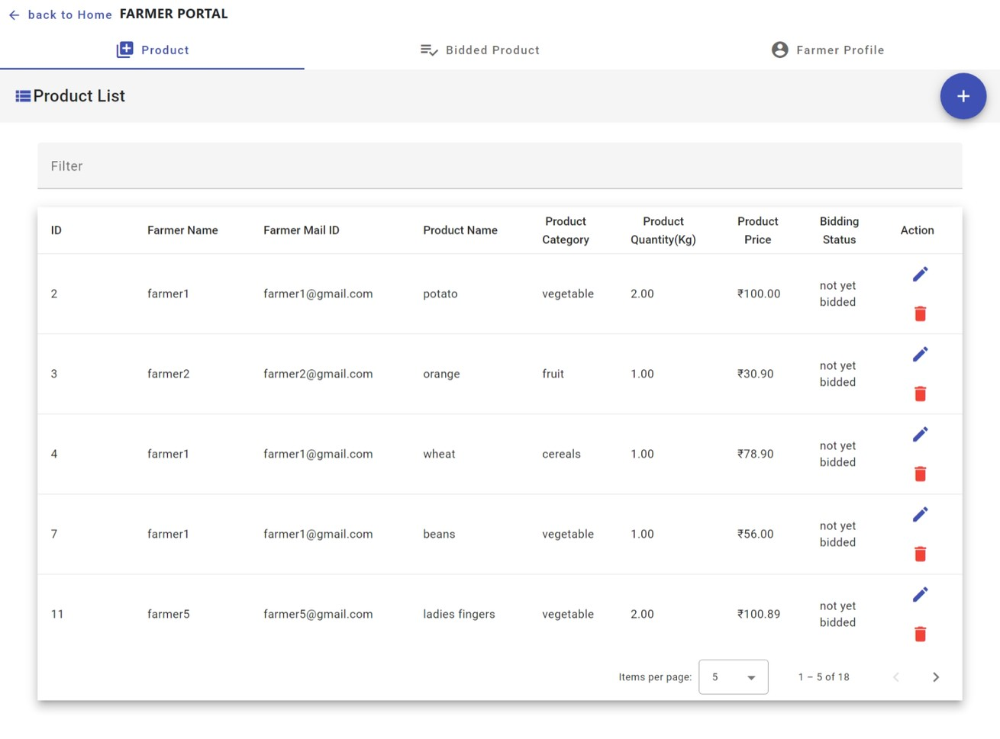 back to Home FARMER PORTAL
Product Bidded Product Farmer Profile
Product List
Filter
ID Farmer Name Farmer Mail ID Product Name Product Category Product Quantity(Kg) Product Price Bidding Status Action
2 farmer1 farmer1@gmail.com potato vegetable 2.00 ₹100.00 not yet bidded
3 farmer2 farmer2@gmail.com orange fruit 1.00 ₹30.90 not yet bidded
4 farmer1 farmer1@gmail.com wheat cereals 1.00 ₹78.90 not yet bidded
7 farmer1 farmer1@gmail.com beans vegetable 1.00 ₹56.00 not yet bidded
11 farmer5 farmer5@gmail.com ladies fingers vegetable 2.00 ₹100.89 not yet bidded
Items per page: 5 1 – 5 of 18